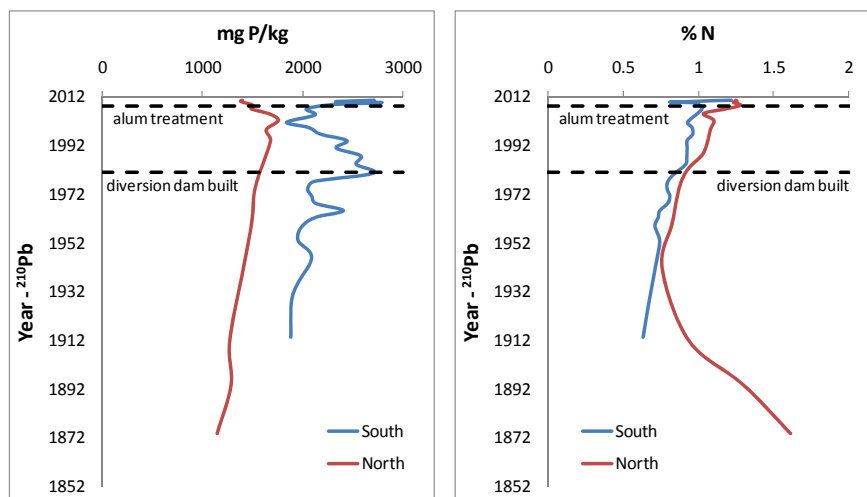 mg P/kg
0 1000 2000 3000
2012
alum treatment
1992
diversion dam built
1972
1952
1932
1912
1892
1872
1852
Year - ²¹⁰Pb
South
North
% N
0 0.5 1 1.5 2
2012
alum treatment
1992
diversion dam built
1972
1952
1932
1912
1892
1872
1852
Year - ²¹⁰Pb
South
North